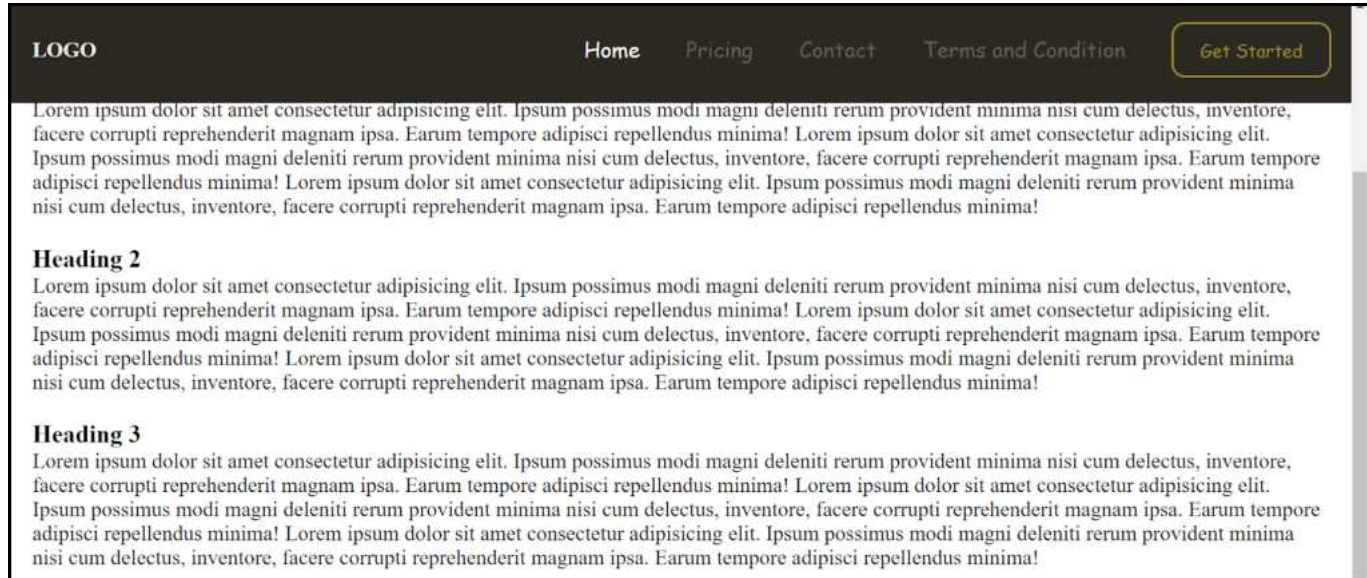 LOGO
Home Pricing Contact Terms and Condition Get Started
Lorem ipsum dolor sit amet consectetur adipisicing elit. Ipsum possimus modi magni deleniti rerum provident minima nisi cum delectus, inventore,
facere corrupti reprehenderit magnam ipsa. Earum tempore adipisci repellendus minima! Lorem ipsum dolor sit amet consectetur adipisicing elit.
Ipsum possimus modi magni deleniti rerum provident minima nisi cum delectus, inventore, facere corrupti reprehenderit magnam ipsa. Earum tempore
adipisci repellendus minima! Lorem ipsum dolor sit amet consectetur adipisicing elit. Ipsum possimus modi magni deleniti rerum provident minima
nisi cum delectus, inventore, facere corrupti reprehenderit magnam ipsa. Earum tempore adipisci repellendus minima!
Heading 2
Lorem ipsum dolor sit amet consectetur adipisicing elit. Ipsum possimus modi magni deleniti rerum provident minima nisi cum delectus, inventore,
facere corrupti reprehenderit magnam ipsa. Earum tempore adipisci repellendus minima! Lorem ipsum dolor sit amet consectetur adipisicing elit.
Ipsum possimus modi magni deleniti rerum provident minima nisi cum delectus, inventore, facere corrupti reprehenderit magnam ipsa. Earum tempore
adipisci repellendus minima! Lorem ipsum dolor sit amet consectetur adipisicing elit. Ipsum possimus modi magni deleniti rerum provident minima
nisi cum delectus, inventore, facere corrupti reprehenderit magnam ipsa. Earum tempore adipisci repellendus minima!
Heading 3
Lorem ipsum dolor sit amet consectetur adipisicing elit. Ipsum possimus modi magni deleniti rerum provident minima nisi cum delectus, inventore,
facere corrupti reprehenderit magnam ipsa. Earum tempore adipisci repellendus minima! Lorem ipsum dolor sit amet consectetur adipisicing elit.
Ipsum possimus modi magni deleniti rerum provident minima nisi cum delectus, inventore, facere corrupti reprehenderit magnam ipsa. Earum tempore
adipisci repellendus minima! Lorem ipsum dolor sit amet consectetur adipisicing elit. Ipsum possimus modi magni deleniti rerum provident minima
nisi cum delectus, inventore, facere corrupti reprehenderit magnam ipsa. Earum tempore adipisci repellendus minima!